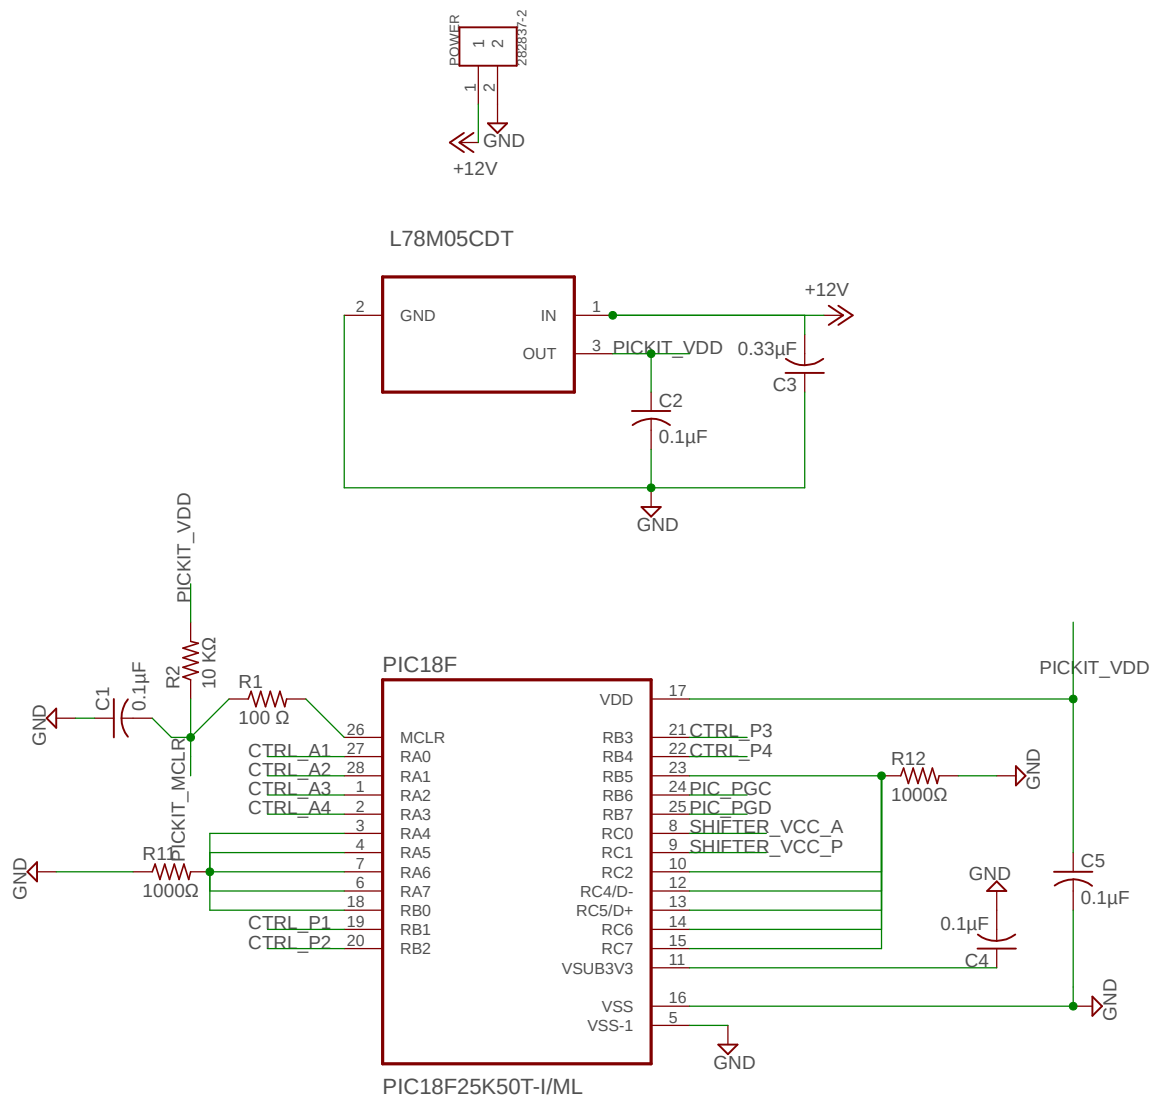 POWER
1 2
282837-2
1
2
GND
+12V
L78M05CDT
+12V
2
GND
IN
1
OUT
3
PICKIT_VDD
0.33µF
C3
C2
0.1µF
GND
PICKIT_VDD
R2
10 KΩ
C1
0.1µF
GND
R1
100 Ω
PICKIT_MCLR
PIC18F
PICKIT_VDD
VDD
17
26
MCLR
RB3
21
CTRL_P3
CTRL_A1
27
RA0
RB4
22
CTRL_P4
CTRL_A2
28
RA1
RB5
23
R12
1000Ω
GND
CTRL_A3
1
RA2
RB6
24
PIC_PGC
CTRL_A4
2
RA3
RB7
25
PIC_PGD
3
RA4
RC0
8
SHIFTER_VCC_A
R11
1000Ω
GND
4
RA5
RC1
9
SHIFTER_VCC_P
7
RA6
RC2
10
6
RA7
RC4/D-
12
18
RB0
RC5/D+
13
CTRL_P1
19
RB1
RC6
14
CTRL_P2
20
RB2
RC7
15
VSUB3V3
11
GND
0.1µF
C4
C5
0.1µF
VSS
16
GND
VSS-1
5
GND
PIC18F25K50T-I/ML